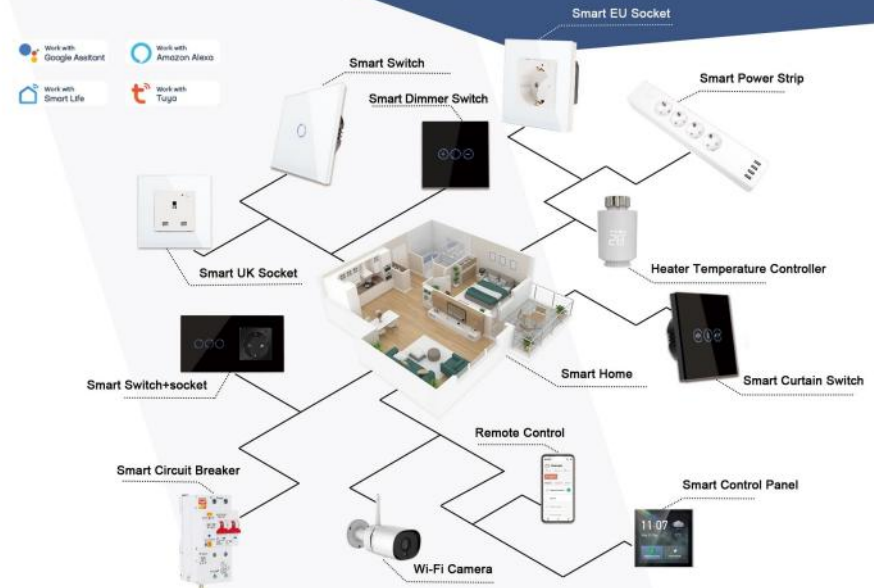 Smart EU Socket
Work with
Google Assitant
Work with
Amazon Alexa
Smart Switch
Smart Power Strip
Work with
Smart Life
Work with
Tuya
Smart Dimmer Switch
Smart UK Socket
Heater Temperature Controller
Smart Switch+socket
Smart Home
Smart Curtain Switch
Remote Control
Smart Circuit Breaker
Smart Control Panel
11:07
Wi-Fi Camera